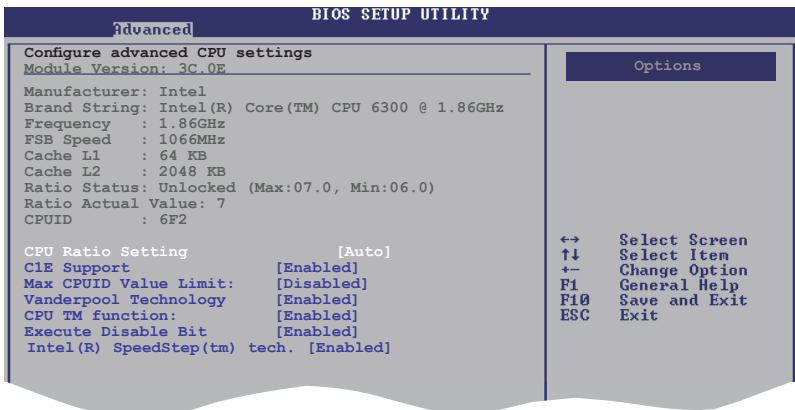 BIOS SETUP UTILITY
Advanced
Configure advanced CPU settings
Module Version: 3C.0E
Manufacturer: Intel
Brand String: Intel(R) Core(TM) CPU 6300 @ 1.86GHz
Frequency : 1.86GHz
FSB Speed : 1066MHz
Cache L1 : 64 KB
Cache L2 : 2048 KB
Ratio Status: Unlocked (Max:07.0, Min:06.0)
Ratio Actual Value: 7
CPUID : 6F2
CPU Ratio Setting [Auto]
C1E Support [Enabled]
Max CPUID Value Limit: [Disabled]
Vanderpool Technology [Enabled]
CPU TM function: [Enabled]
Execute Disable Bit [Enabled]
Intel(R) SpeedStep(tm) tech. [Enabled]
Options
←→ Select Screen
↑↓ Select Item
+- Change Option
F1 General Help
F10 Save and Exit
ESC Exit